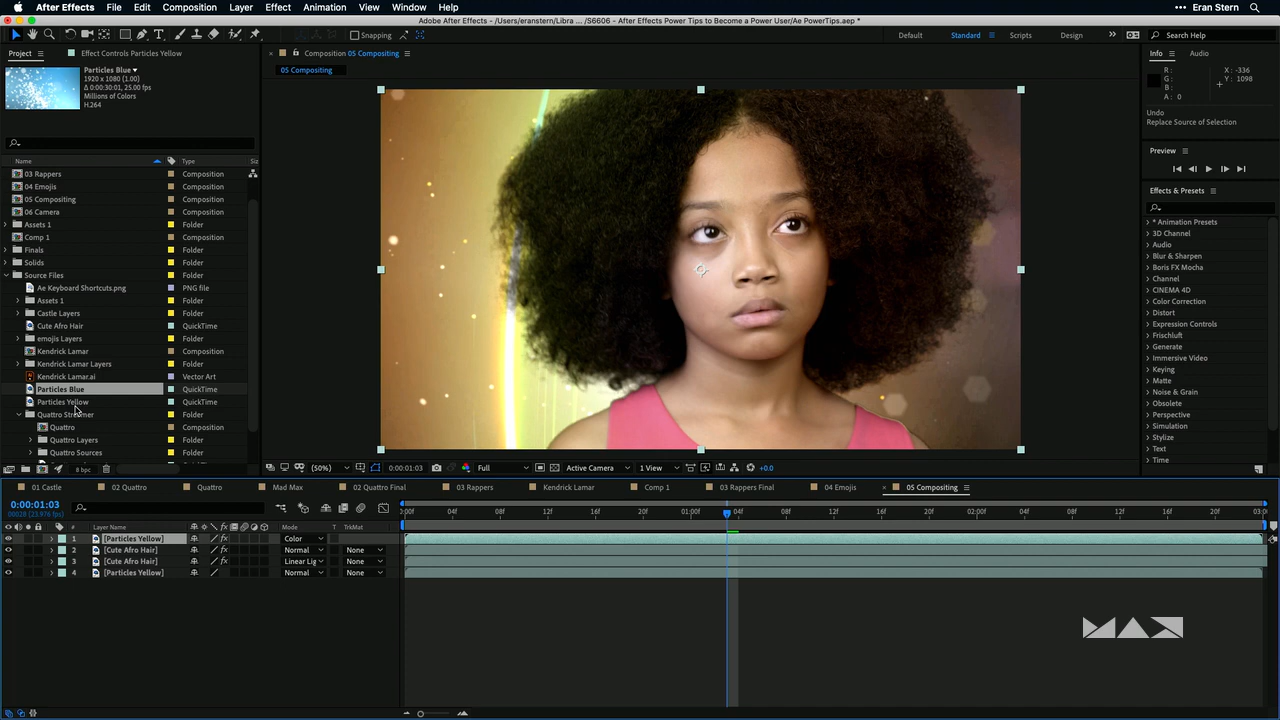 After Effects File Edit Composition Layer Effect Animation View Window Help Eran Stern
Adobe After Effects - /Users/eranstern/Libra ... /S6606 - After Effects Power Tips to Become a Power User/Ae PowerTips.aep *
Snapping Default Standard Scripts Design Search Help
Project Effect Controls Particles Yellow
Composition 05 Compositing
Info Audio
05 Compositing
Particles Blue
1920 x 1080 (1.00)
Δ 0:00:30:01, 25.00 fps
Millions of Colors
H.264
R:
G:
B:
A: 0
X: -336
Y: 1098
Undo
Replace Source of Selection
Preview
Effects & Presets
Name Type Si
03 Rappers Composition
04 Emojis Composition
05 Compositing Composition
06 Camera Composition
Assets 1 Folder
Comp 1 Composition
Finals Folder
Solids Folder
Source Files Folder
Ae Keyboard Shortcuts.png PNG file
Assets 1 Folder
Castle Layers Folder
Cute Afro Hair QuickTime
emojis Layers Folder
Kendrick Lamar Composition
Kendrick Lamar Layers Folder
Kendrick Lamar.ai Vector Art
Particles Blue QuickTime
Particles Yellow QuickTime
Quattro Streamer Folder
Quattro Composition
Quattro Layers Folder
Quattro Sources Folder
8 bpc
* Animation Presets
3D Channel
Audio
Blur & Sharpen
Boris FX Mocha
Channel
CINEMA 4D
Color Correction
Distort
Expression Controls
Fightlic
Generate
Immersive Video
Keying
Matte
Noise & Grain
Obsolete
Perspective
Simulation
Stylize
Text
Time
(50%) 0:00:01:03 Full Active Camera 1 View +0.0
01 Castle 02 Quattro Quattro Mad Max 02 Quattro Final 03 Rappers Kendrick Lamar Comp 1 03 Rappers Final 04 Emojis 05 Compositing
0:00:01:03
00028 (23.976 fps)
:00f 04f 08f 12f 16f 20f 01:00f 04f 08f 12f 16f 20f 02:00f 04f 08f 12f 16f 20f 03:0
# Layer Name Mode T TrkMat
1 [Particles Yellow] Color
2 [Cute Afro Hair] Normal None
3 [Cute Afro Hair] Linear Lig None
4 [Particles Yellow] Normal None
MAX